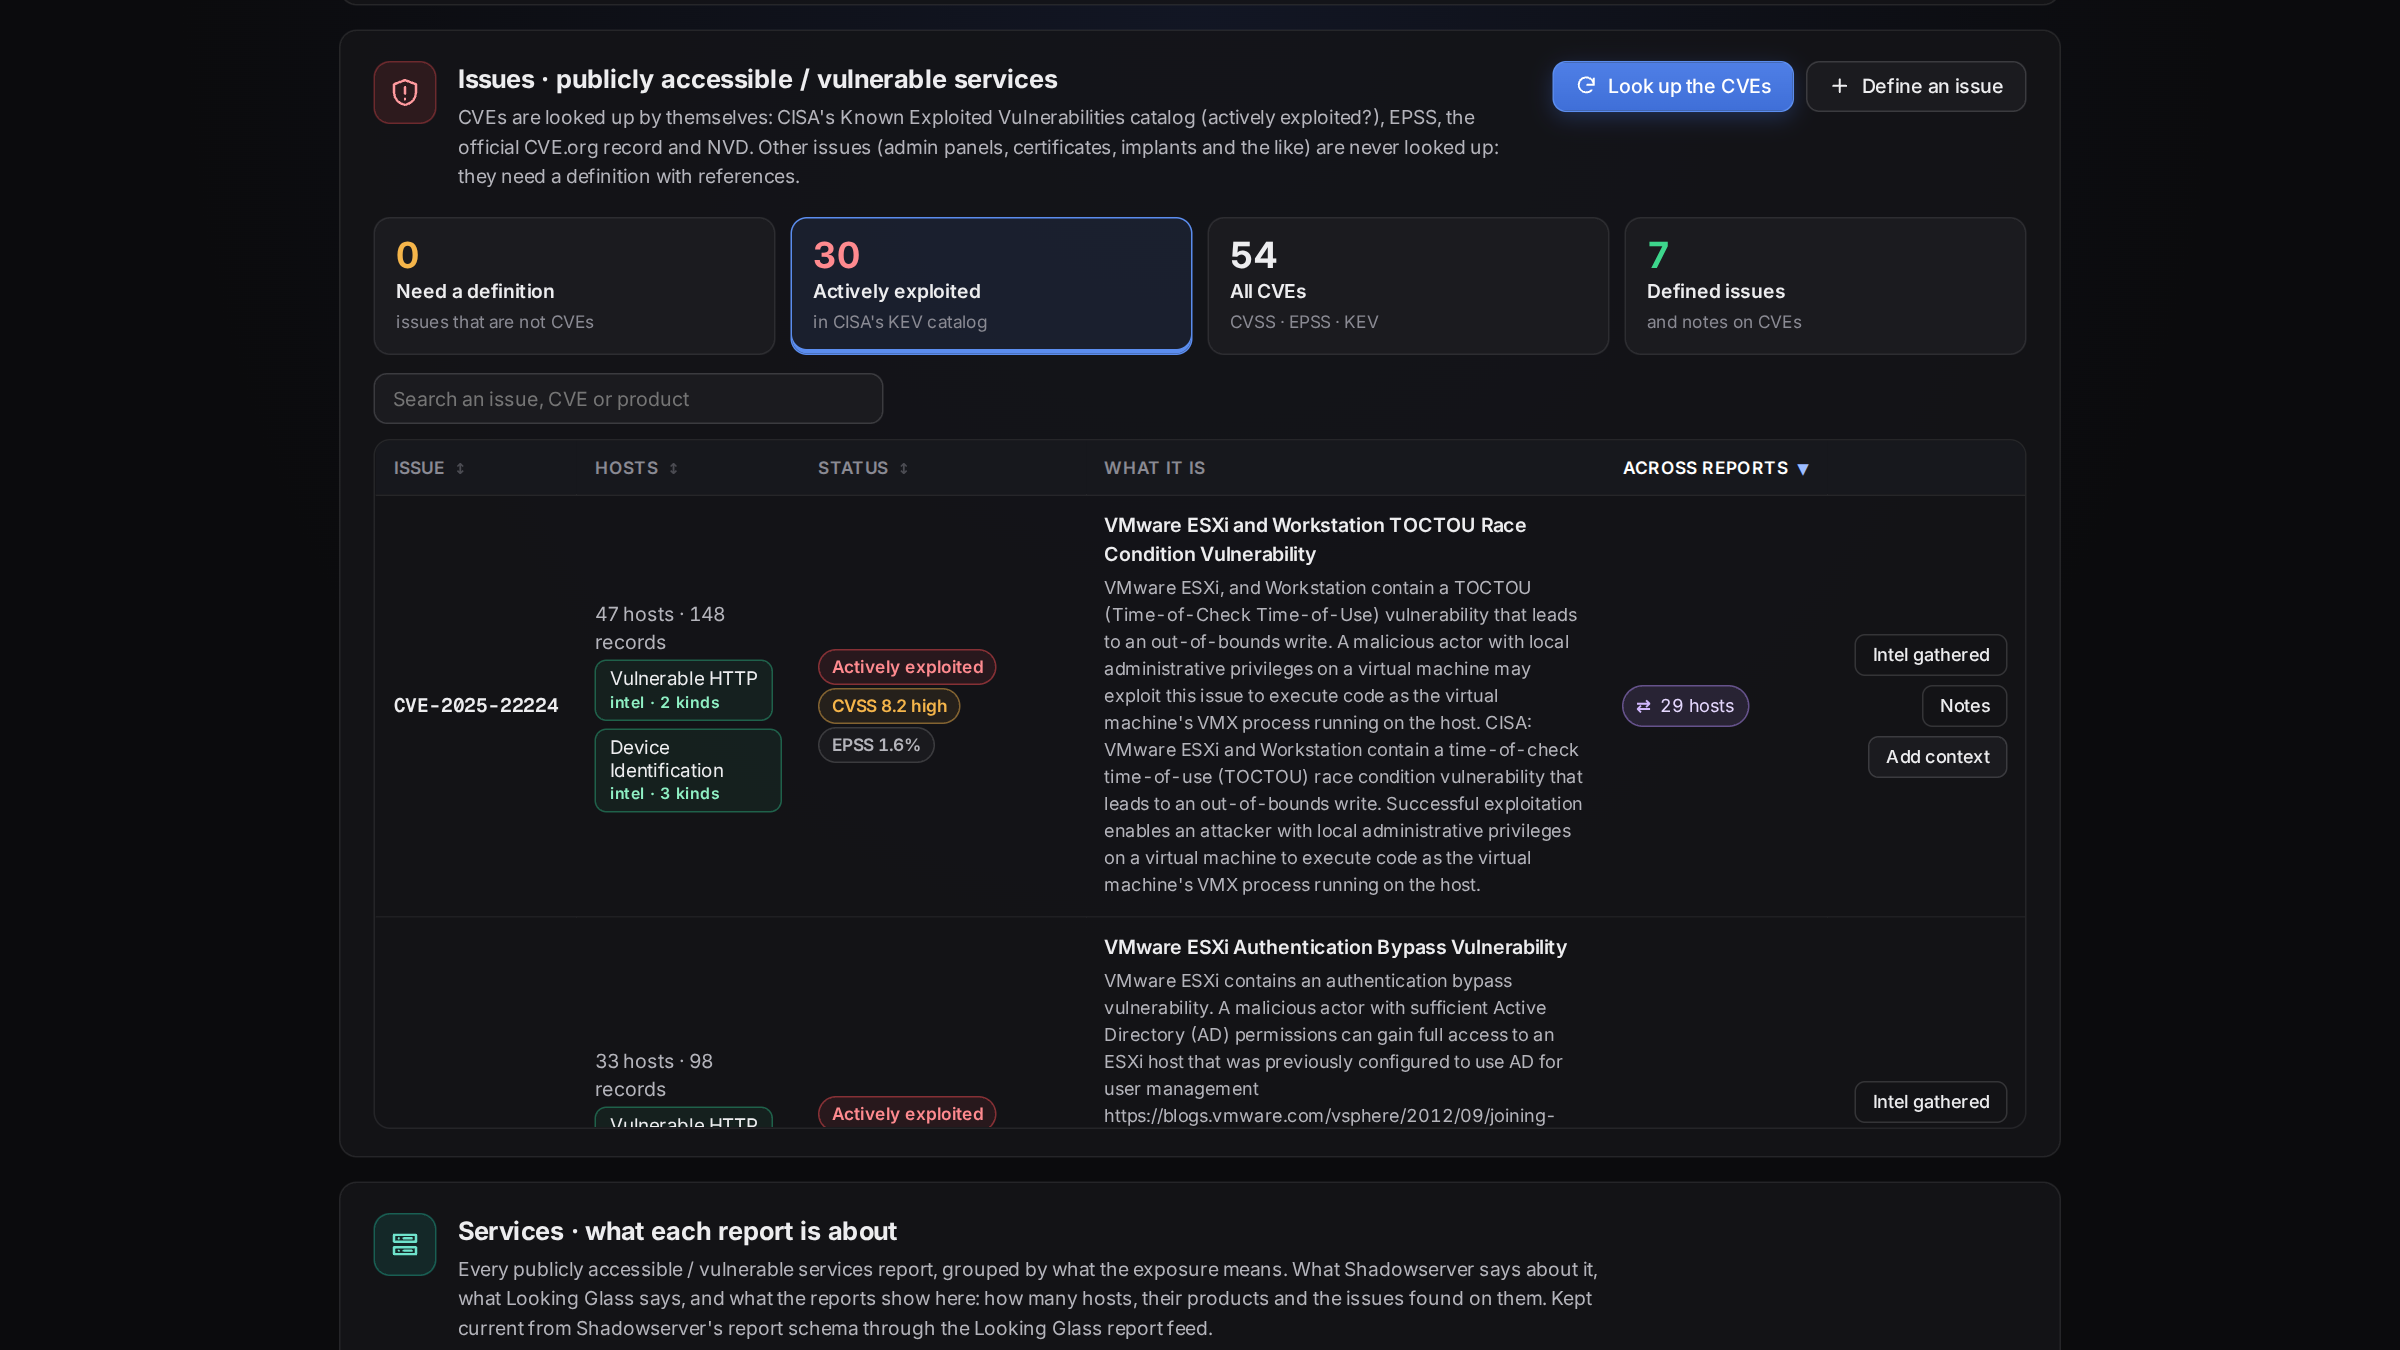 Issues · publicly accessible / vulnerable services
CVEs are looked up by themselves: CISA's Known Exploited Vulnerabilities catalog (actively exploited?), EPSS, the
official CVE.org record and NVD. Other issues (admin panels, certificates, implants and the like) are never looked up:
they need a definition with references.
Look up the CVEs
Define an issue
0
Need a definition
issues that are not CVEs
30
Actively exploited
in CISA's KEV catalog
54
All CVEs
CVSS · EPSS · KEV
7
Defined issues
and notes on CVEs
Search an issue, CVE or product
ISSUE ↕ HOSTS ↕ STATUS ↕ WHAT IT IS ACROSS REPORTS ▼
CVE-2025-22224
47 hosts · 148
records
Vulnerable HTTP
intel · 2 kinds
Device
Identification
intel · 3 kinds
Actively exploited
CVSS 8.2 high
EPSS 1.6%
VMware ESXi and Workstation TOCTOU Race
Condition Vulnerability
VMware ESXi, and Workstation contain a TOCTOU
(Time-of-Check Time-of-Use) vulnerability that leads
to an out-of-bounds write. A malicious actor with local
administrative privileges on a virtual machine may
exploit this issue to execute code as the virtual
machine's VMX process running on the host. CISA:
VMware ESXi and Workstation contain a time-of-check
time-of-use (TOCTOU) race condition vulnerability that
leads to an out-of-bounds write. Successful exploitation
enables an attacker with local administrative privileges
on a virtual machine to execute code as the virtual
machine's VMX process running on the host.
⇄ 29 hosts
Intel gathered
Notes
Add context
33 hosts · 98
records
Vulnerable HTTP
Actively exploited
VMware ESXi Authentication Bypass Vulnerability
VMware ESXi contains an authentication bypass
vulnerability. A malicious actor with sufficient Active
Directory (AD) permissions can gain full access to an
ESXi host that was previously configured to use AD for
user management
https://blogs.vmware.com/vsphere/2012/09/joining-
Intel gathered
Services · what each report is about
Every publicly accessible / vulnerable services report, grouped by what the exposure means. What Shadowserver says about it,
what Looking Glass says, and what the reports show here: how many hosts, their products and the issues found on them. Kept
current from Shadowserver's report schema through the Looking Glass report feed.